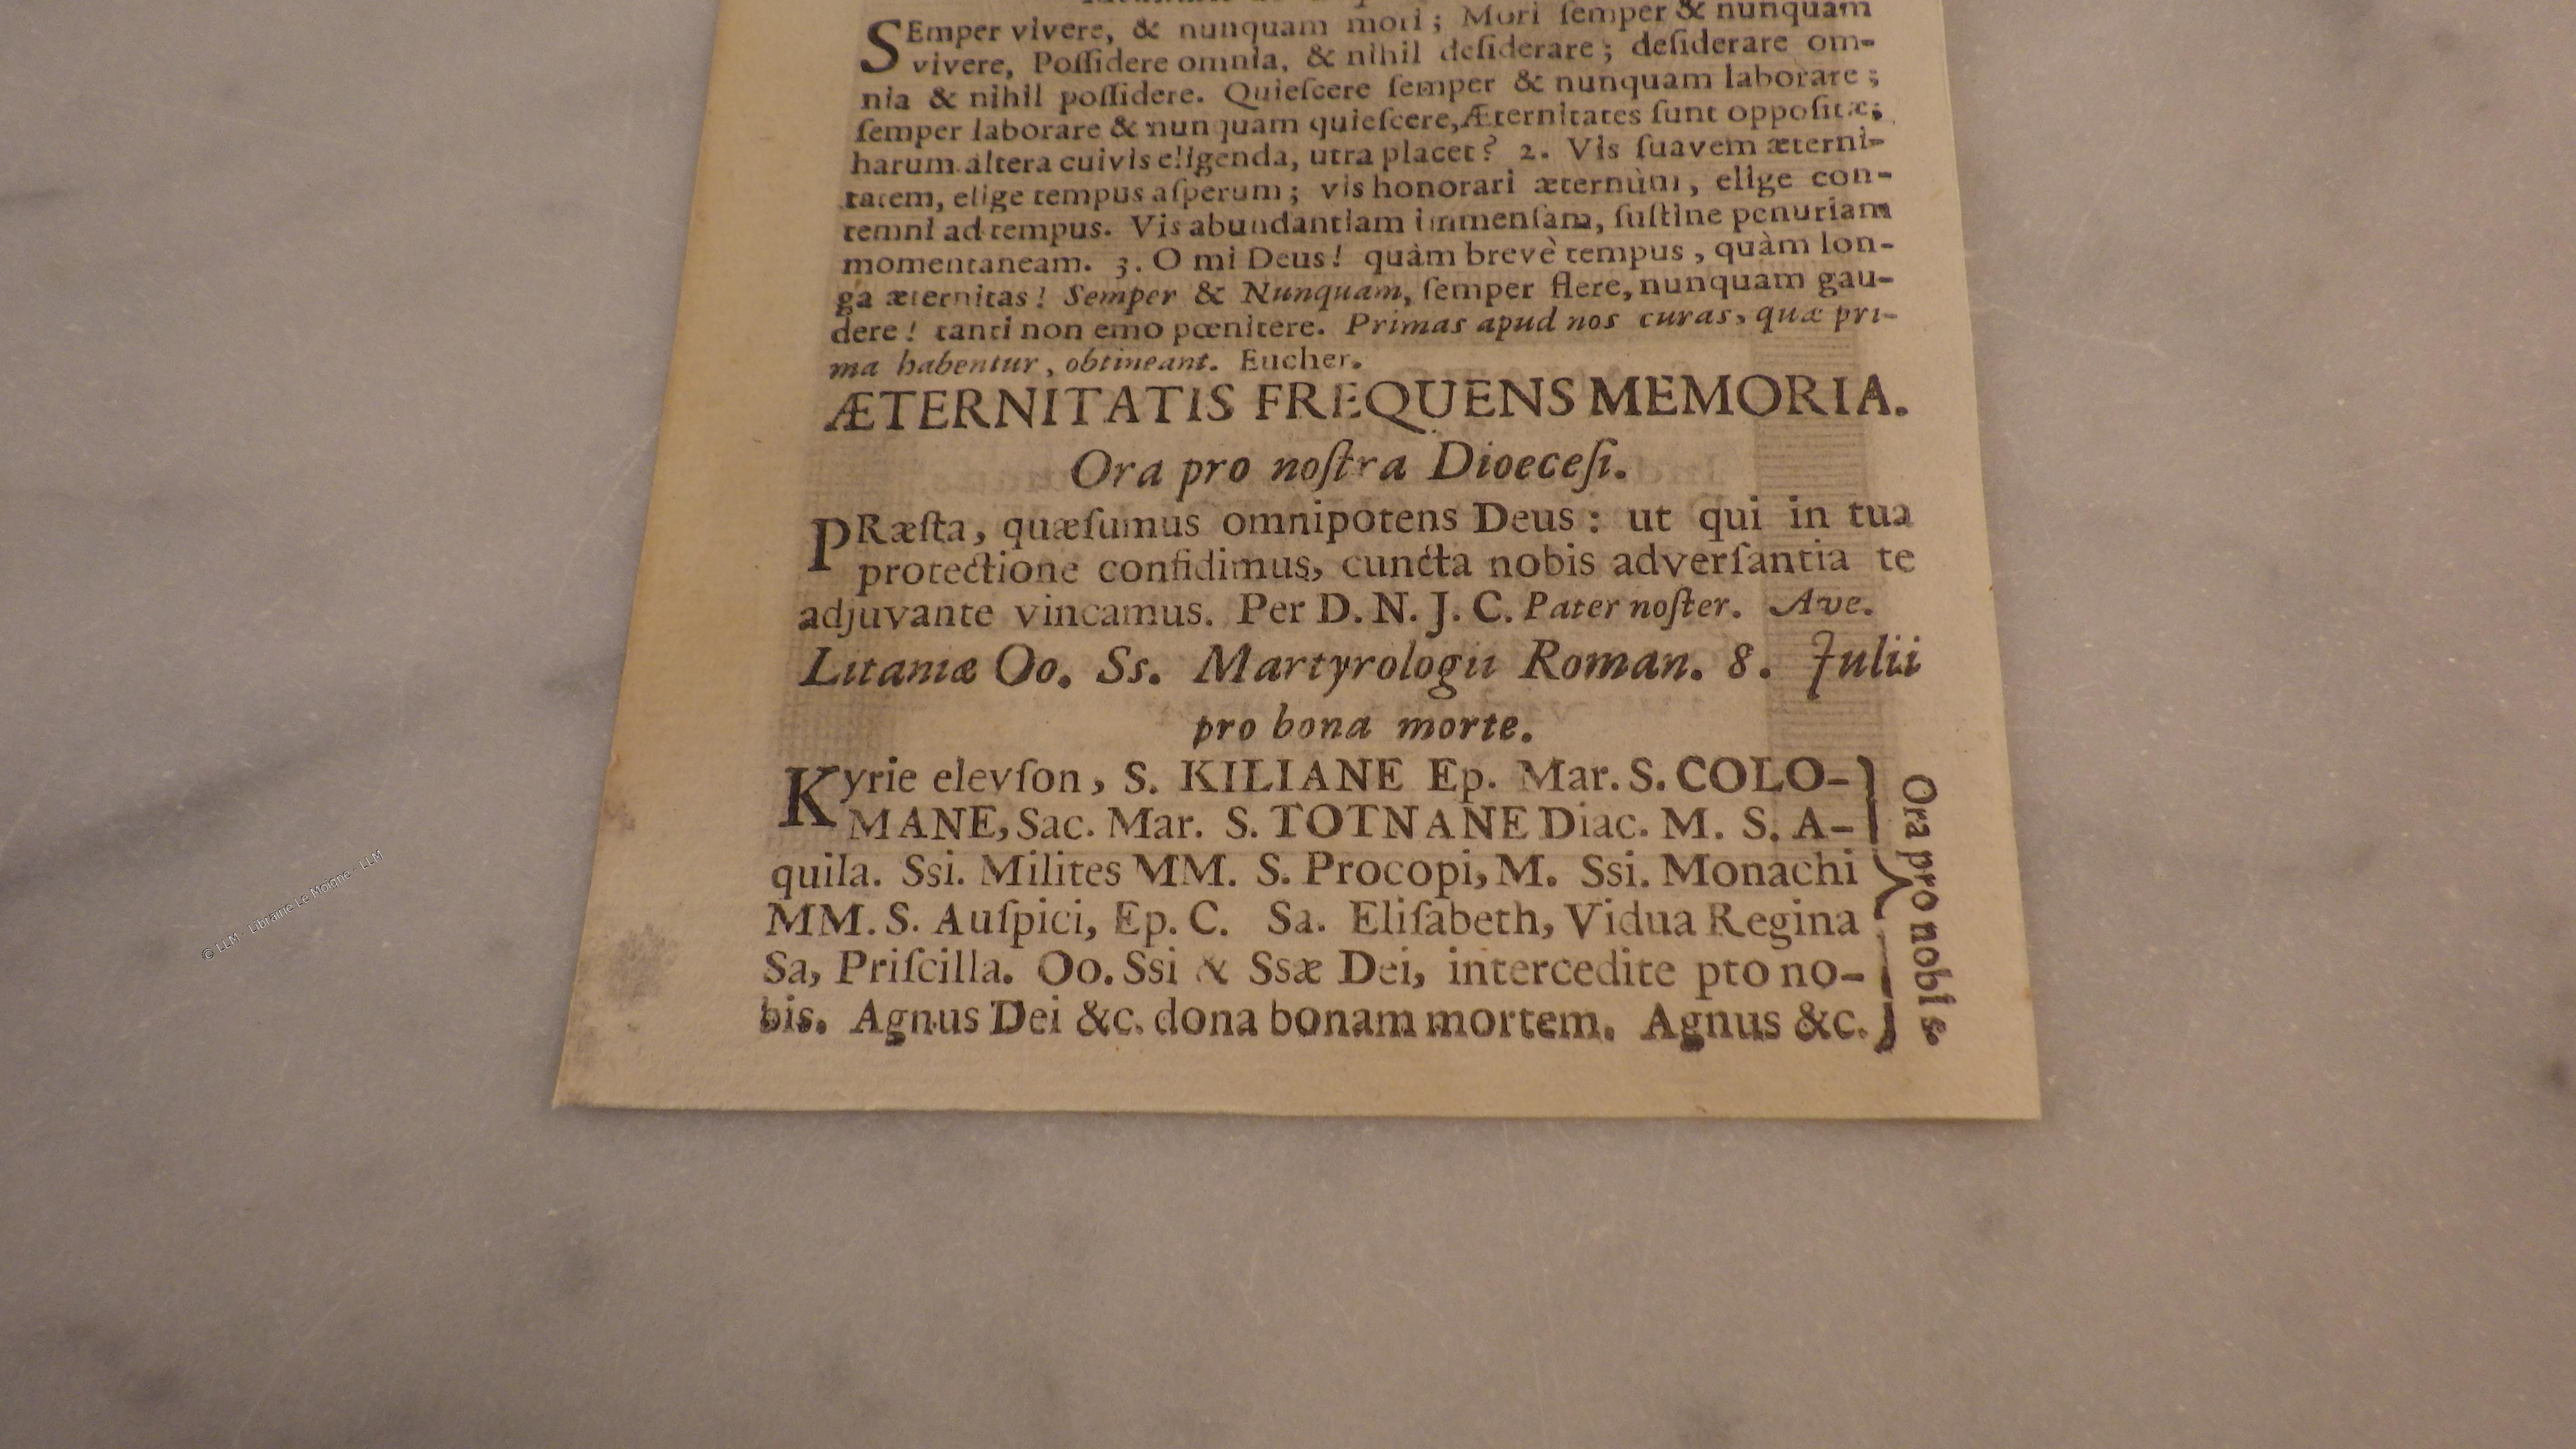 SEmper vivere, & nunquam mori; Mori ſemper & nunquam
vivere, Poſſidere omnia, & nihil deſiderare; deſiderare om-
nia & nihil poſſidere. Quieſcere ſemper & nunquam laborare;
ſemper laborare & nunquam quieſcere, Æternitates ſunt oppoſitæ;
harum altera cuivis eligenda, utra placet? 2. Vis ſuavem æterni-
tatem, elige tempus aſperum; vis honorari æternùm, elige con-
temni ad tempus. Vis abundantiam immenſam, ſuſtine penuriam
momentaneam. 3. O mi Deus! quàm brevè tempus, quàm lon-
ga æternitas! Semper & Nunquam, ſemper flere, nunquam gau-
dere! tanti non emo pœnitere. Primas apud nos curas, quæ pri-
ma habentur, obtineant. Eucher.
ÆTERNITATIS FREQUENS MEMORIA.
Ora pro noſtra Dioeceſi.
PRæſta, quæſumus omnipotens Deus: ut qui in tua
protectione confidimus, cuncta nobis adverſantia te
adjuvante vincamus. Per D. N. J. C. Pater noſter. Ave.
Litaniæ Oo. Ss. Martyrologii Roman. 8. Julii
pro bona morte.
Kyrie eleyſon, S. KILIANE Ep. Mar. S. COLO-
MANE, Sac. Mar. S. TOTNANE Diac. M. S. A-
quila. Ssi. Milites MM. S. Procopi, M. Ssi. Monachi
MM. S. Auſpici, Ep. C. Sa. Eliſabeth, Vidua Regina
Sa, Priſcilla. Oo. Ssi & Ssæ Dei, intercedite pto no-
bis. Agnus Dei &c. dona bonam mortem. Agnus &c.
Ora pro nobis.
© LLM - Librairie Le Moigne - LLM